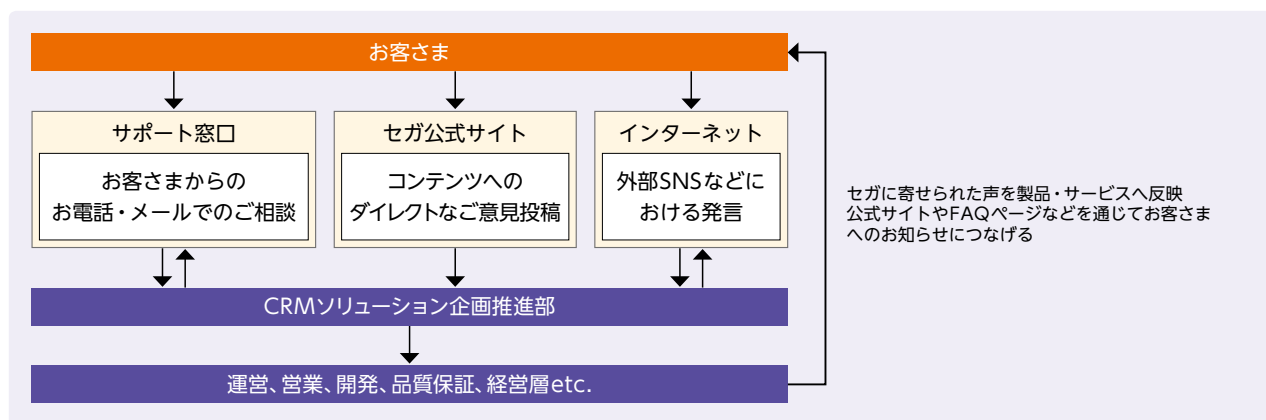 お客さま
サポート窓口
お客さまからの
お電話・メールでのご相談
セガ公式サイト
コンテンツへの
ダイレクトなご意見投稿
インターネット
外部SNSなどに
おける発言
セガに寄せられた声を製品・サービスへ反映
公式サイトやFAQページなどを通じてお客さま
へのお知らせにつなげる
CRMソリューション企画推進部
運営、営業、開発、品質保証、経営層etc.